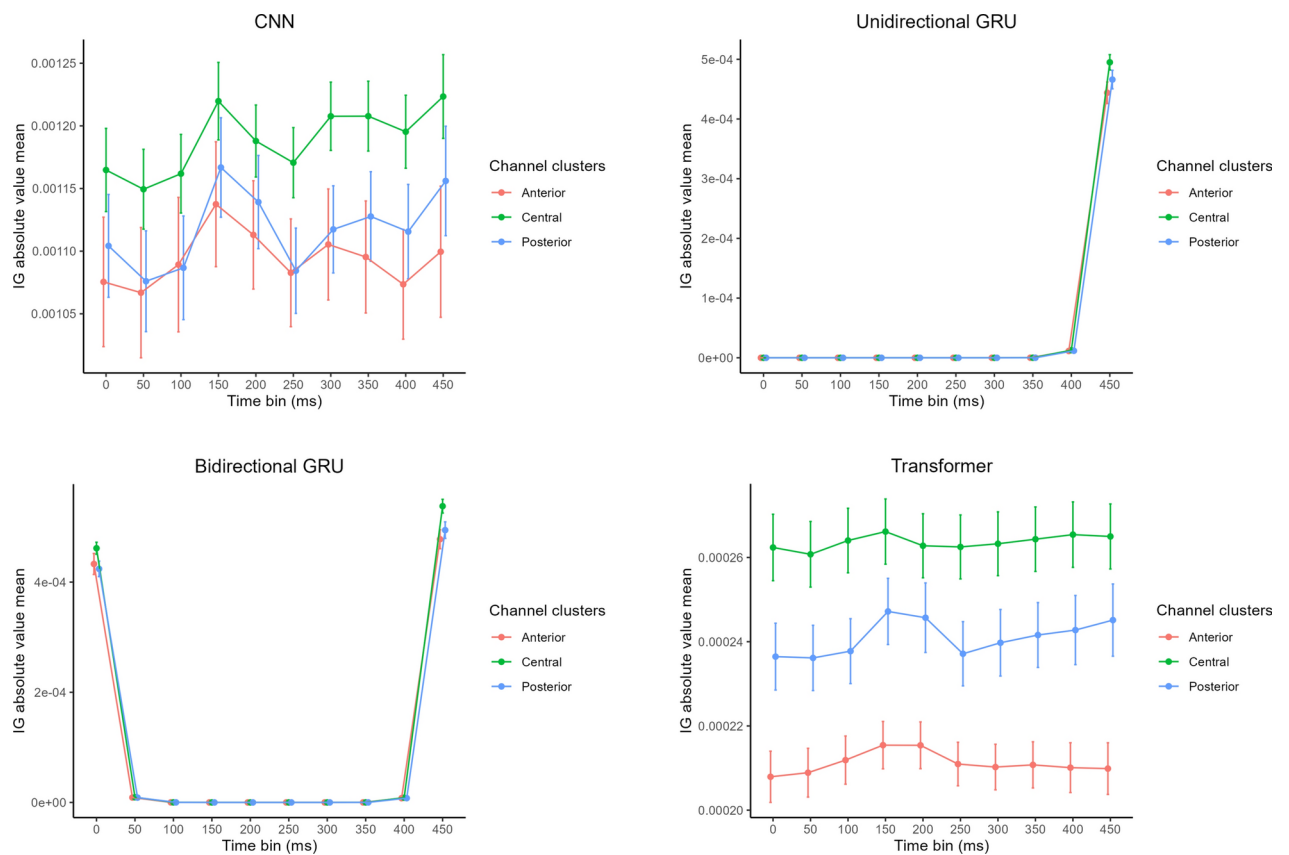 CNN
IG absolute value mean
0.00125
0.00120
0.00115
0.00110
0.00105
0 50 100 150 200 250 300 350 400 450
Time bin (ms)
Channel clusters
Anterior
Central
Posterior
Unidirectional GRU
IG absolute value mean
5e-04
4e-04
3e-04
2e-04
1e-04
0e+00
0 50 100 150 200 250 300 350 400 450
Time bin (ms)
Channel clusters
Anterior
Central
Posterior
Bidirectional GRU
IG absolute value mean
4e-04
2e-04
0e+00
0 50 100 150 200 250 300 350 400 450
Time bin (ms)
Channel clusters
Anterior
Central
Posterior
Transformer
IG absolute value mean
0.00026
0.00024
0.00022
0.00020
0 50 100 150 200 250 300 350 400 450
Time bin (ms)
Channel clusters
Anterior
Central
Posterior